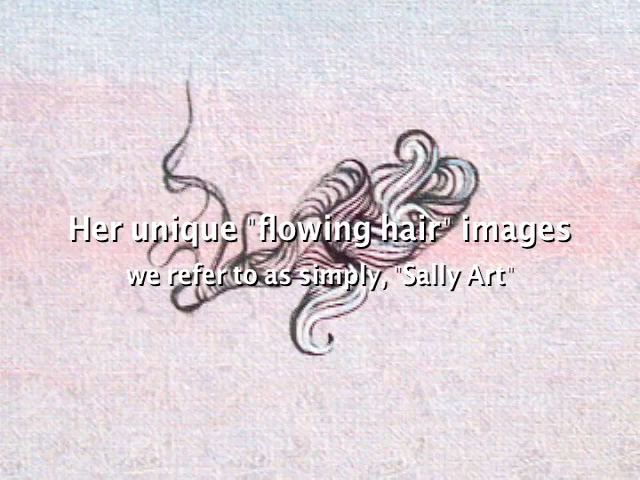 Her unique "flowing hair" images
we refer to as simply, "Sally Art"